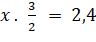 x . 3/2 = 2,4